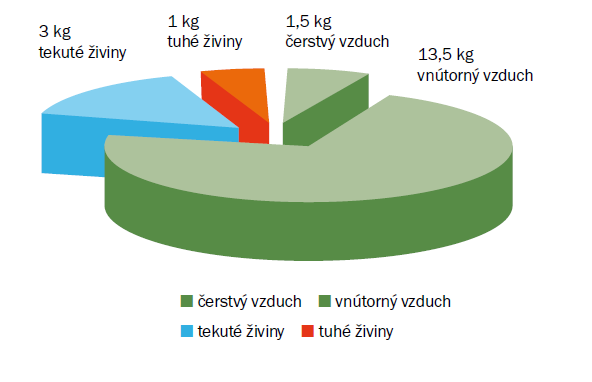 3 kg
tekuté živiny
1 kg
tuhé živiny
1,5 kg
čerstvý vzduch
13,5 kg
vnútorný vzduch
čerstvý vzduch
vnútorný vzduch
tekuté živiny
tuhé živiny